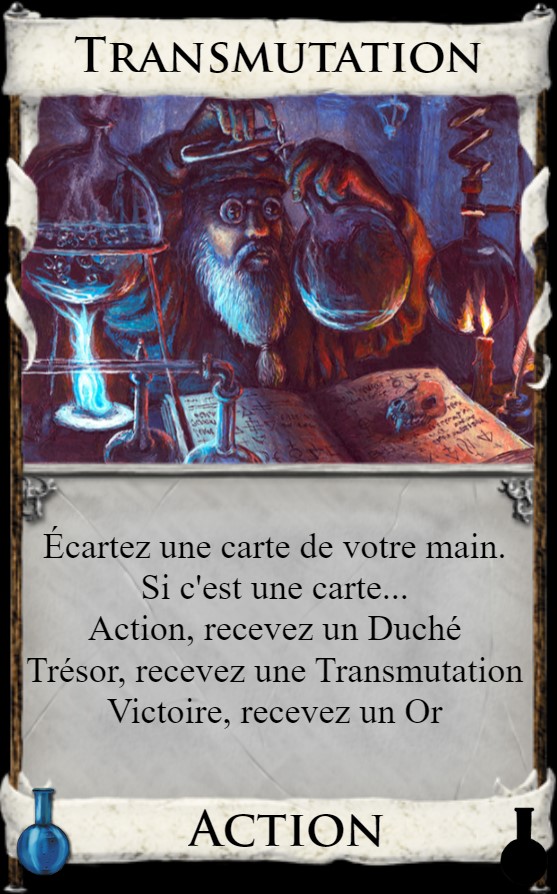 TRANSMUTATION
Écartez une carte de votre main.
Si c'est une carte...
Action, recevez un Duché
Trésor, recevez une Transmutation
Victoire, recevez un Or
ACTION